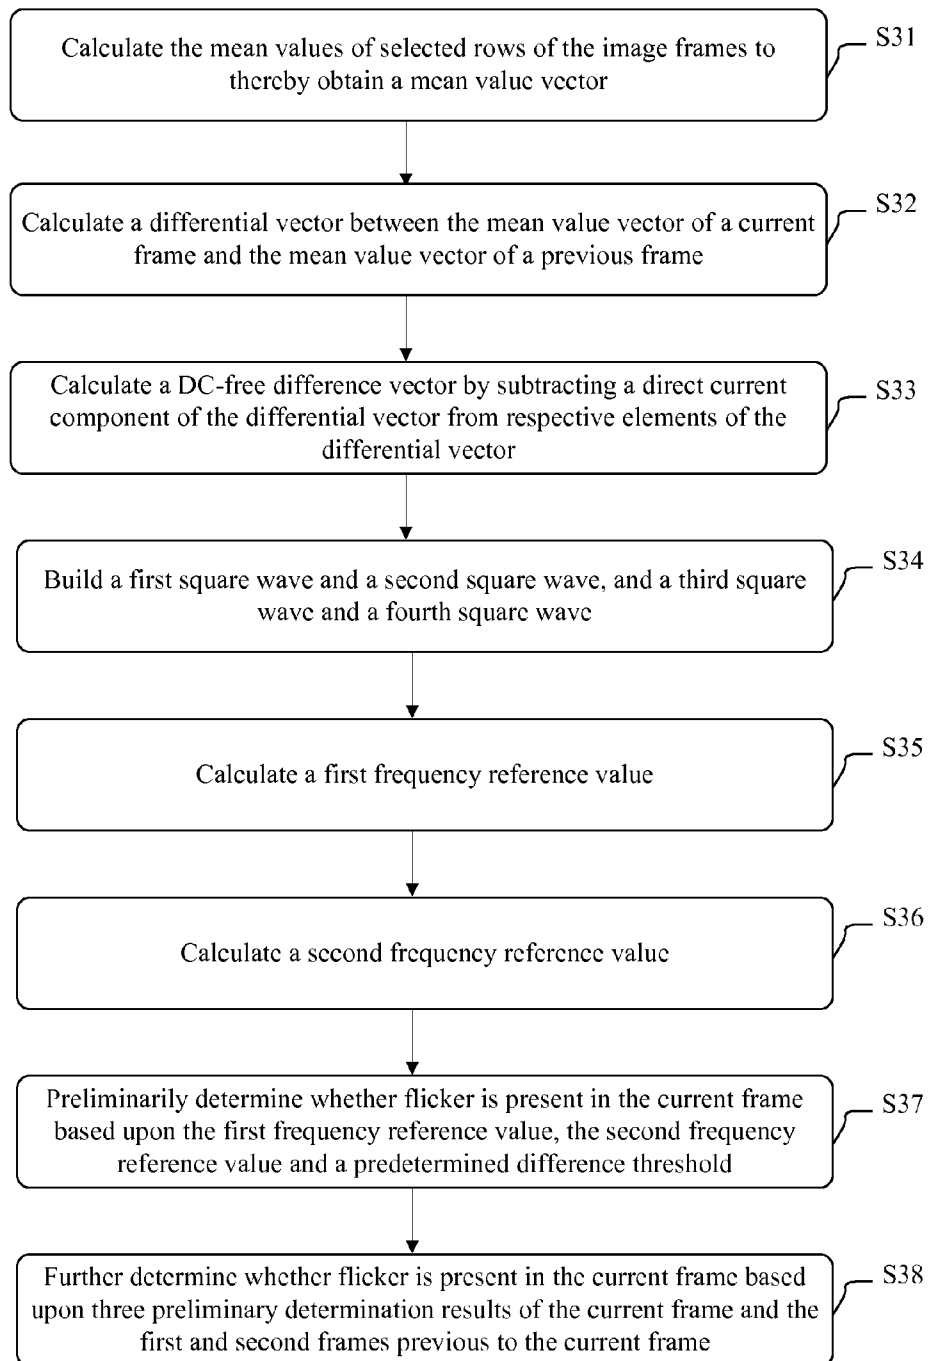 Calculate the mean values of selected rows of the image frames to
thereby obtain a mean value vector
S31
Calculate a differential vector between the mean value vector of a current
frame and the mean value vector of a previous frame
S32
Calculate a DC-free difference vector by subtracting a direct current
component of the differential vector from respective elements of the
differential vector
S33
Build a first square wave and a second square wave, and a third square
wave and a fourth square wave
S34
Calculate a first frequency reference value
S35
Calculate a second frequency reference value
S36
Preliminarily determine whether flicker is present in the current frame
based upon the first frequency reference value, the second frequency
reference value and a predetermined difference threshold
S37
Further determine whether flicker is present in the current frame based
upon three preliminary determination results of the current frame and the
first and second frames previous to the current frame
S38